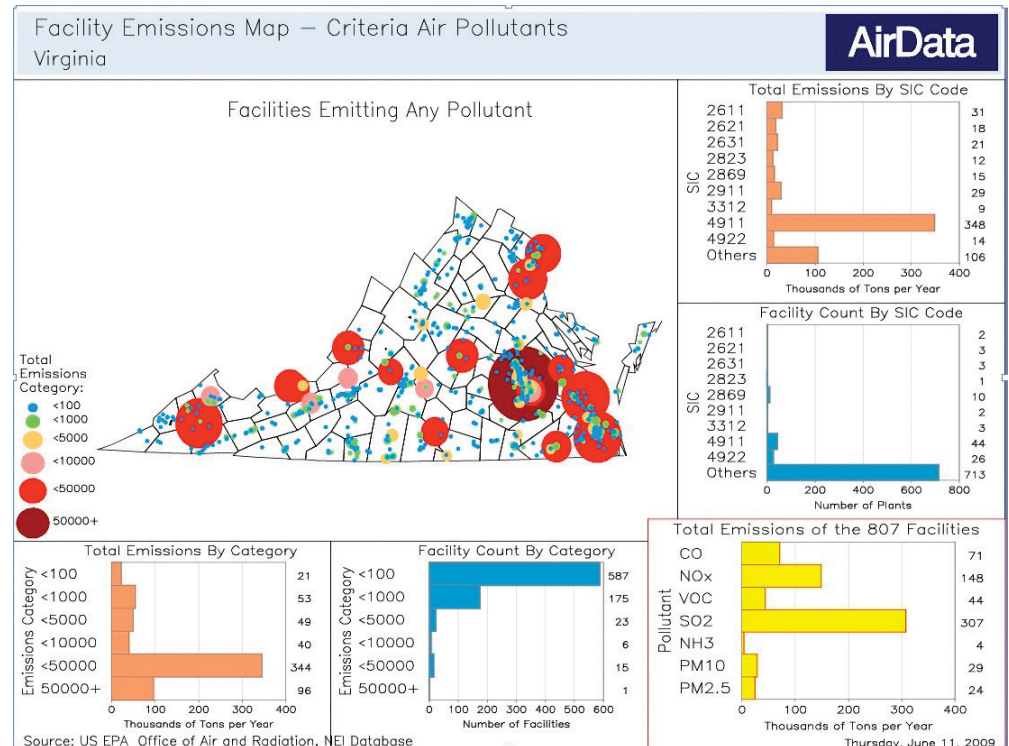 Facility Emissions Map – Criteria Air Pollutants
Virginia
AirData
Facilities Emitting Any Pollutant
Total
Emissions
Category:
<100
<1000
<5000
<10000
<50000
50000+
Total Emissions By SIC Code
SIC
2611 31
2621 18
2631 21
2823 12
2869 15
2911 29
3312 9
4911 348
4922 14
Others 106
0 100 200 300 400
Thousands of Tons per Year
Facility Count By SIC Code
SIC
2611 2
2621 3
2631 3
2823 1
2869 10
2911 2
3312 3
4911 44
4922 26
Others 713
0 200 400 600 800
Number of Plants
Total Emissions By Category
Emissions Category
<100 21
<1000 53
<5000 49
<10000 40
<50000 344
50000+ 96
0 100 200 300 400
Thousands of Tons per Year
Facility Count By Category
Emissions Category
<100 587
<1000 175
<5000 23
<10000 6
<50000 15
50000+ 1
0 100 200 300 400 500 600
Number of Facilities
Total Emissions of the 807 Facilities
Pollutant
CO 71
NOx 148
VOC 44
SO2 307
NH3 4
PM10 29
PM2.5 24
0 100 200 300 400
Thousands of Tons per Year
Source: US EPA Office of Air and Radiation, NEI Database
Thursday, June 11, 2009